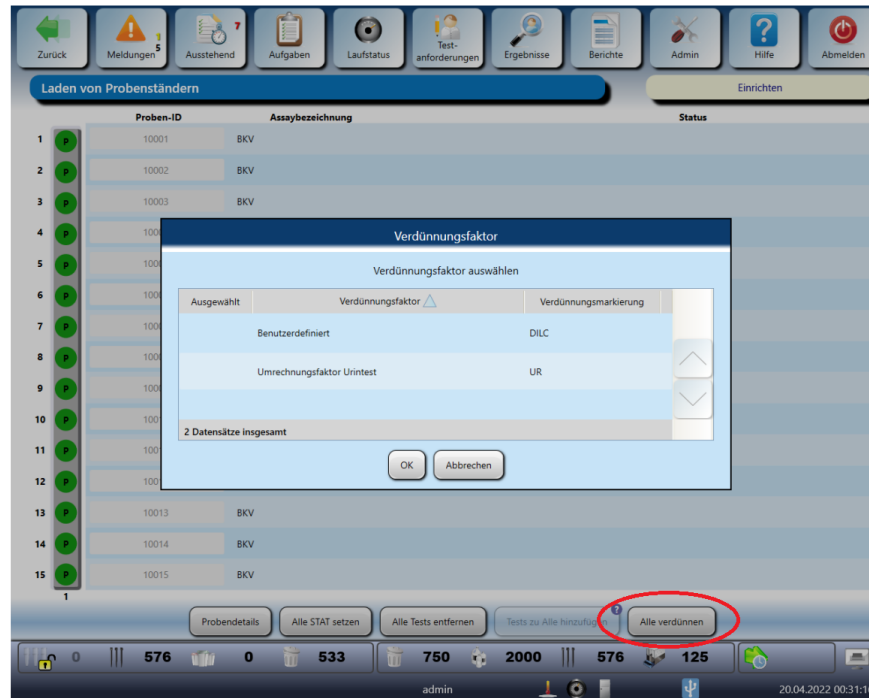 Zurück
Meldungen
1
5
Ausstehend
7
Aufgaben
Laufstatus
Test-
anforderungen
Ergebnisse
Berichte
Admin
Hilfe
Abmelden
Laden von Probenständern
Einrichten
Proben-ID Assaybezeichnung Status
1 P 10001 BKV
2 P 10002 BKV
3 P 10003 BKV
4 P
5 P
6 P
7 P
8 P
9 P
10 P
11 P
12 P
13 P 10013 BKV
14 P 10014 BKV
15 P 10015 BKV
1
Verdünnungsfaktor
Verdünnungsfaktor auswählen
Ausgewählt Verdünnungsfaktor Verdünnungsmarkierung
Benutzerdefiniert DILC
Umrechnungsfaktor Urintest UR
2 Datensätze insgesamt
OK Abbrechen
Probendetails Alle STAT setzen Alle Tests entfernen Tests zu Alle hinzufügen ? Alle verdünnen
0 576 0 533 750 2000 576 125
admin 20.04.2022 00:31:16